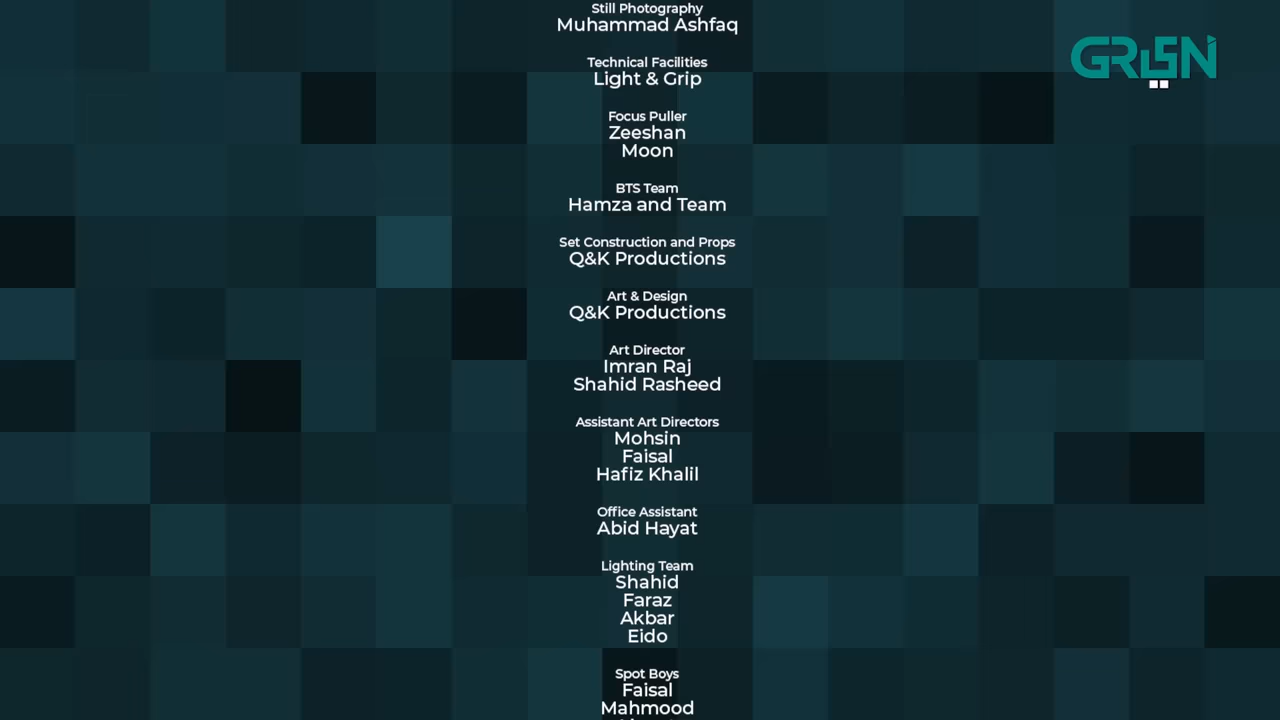 Still Photography
Muhammad Ashfaq
Technical Facilities
Light & Grip
Focus Puller
Zeeshan
Moon
BTS Team
Hamza and Team
Set Construction and Props
Q&K Productions
Art & Design
Q&K Productions
Art Director
Imran Raj
Shahid Rasheed
Assistant Art Directors
Mohsin
Faisal
Hafiz Khalil
Office Assistant
Abid Hayat
Lighting Team
Shahid
Faraz
Akbar
Eido
Spot Boys
Faisal
Mahmood